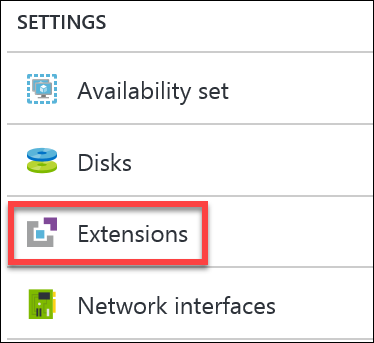 SETTINGS
Availability set
Disks
Extensions
Network interfaces